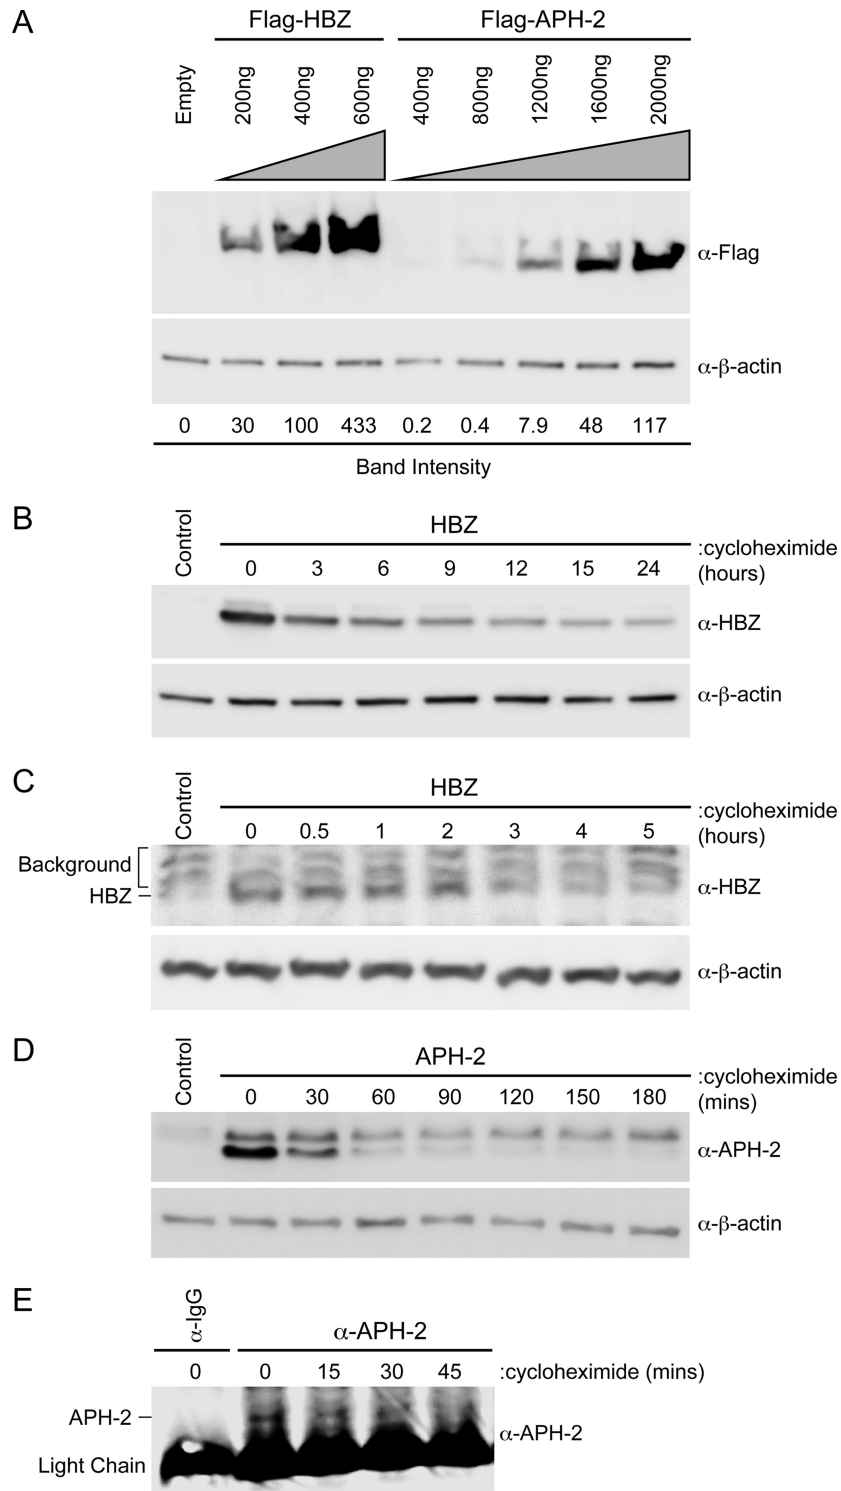 A
Flag-HBZ Flag-APH-2
Empty 200ng 400ng 600ng 400ng 800ng 1200ng 1600ng 2000ng
α-Flag
α-β-actin
0 30 100 433 0.2 0.4 7.9 48 117
Band Intensity
B
Control HBZ :cycloheximide
0 3 6 9 12 15 24 (hours)
α-HBZ
α-β-actin
C
Control HBZ :cycloheximide
0 0.5 1 2 3 4 5 (hours)
Background
HBZ α-HBZ
α-β-actin
D
Control APH-2 :cycloheximide
0 30 60 90 120 150 180 (mins)
α-APH-2
α-β-actin
E
α-IgG α-APH-2
0 0 15 30 45 :cycloheximide (mins)
APH-2
α-APH-2
Light Chain